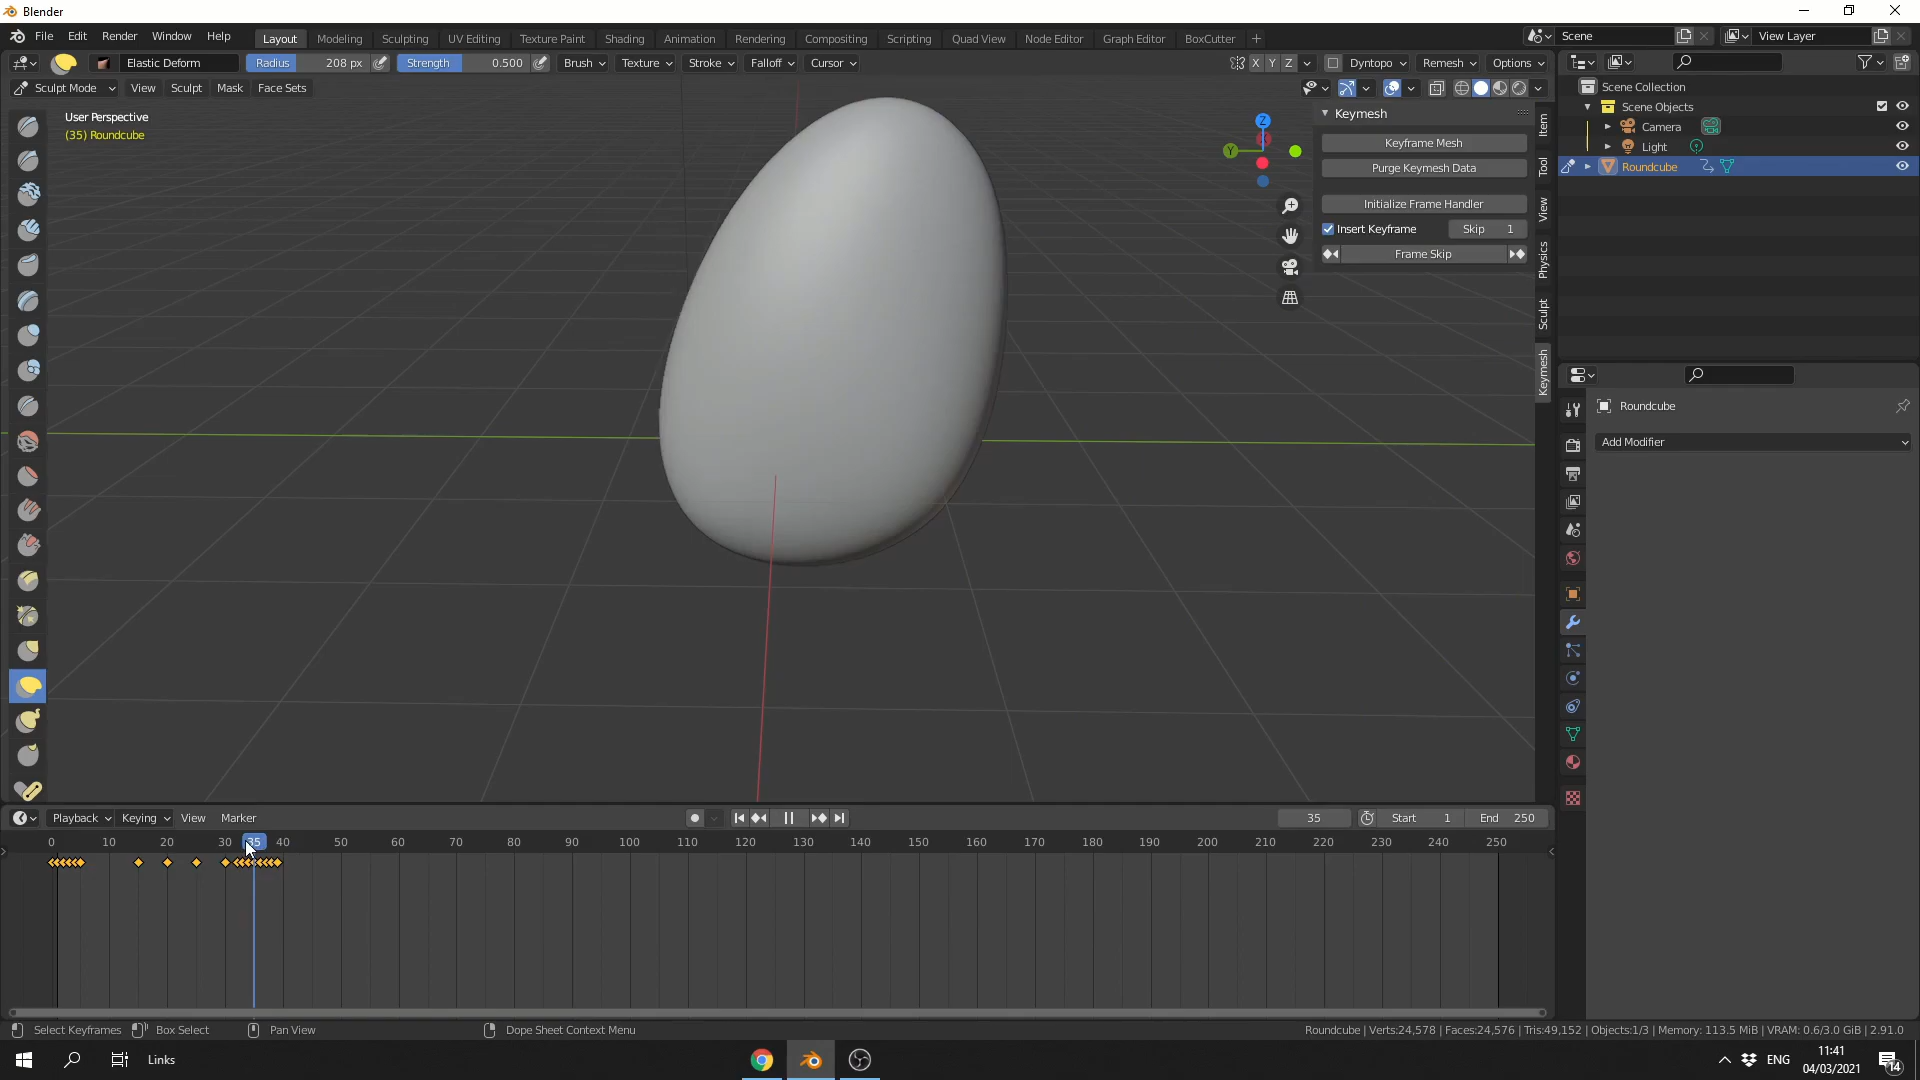 Blender
File Edit Render Window Help Layout Modeling Sculpting UV Editing Texture Paint Shading Animation Rendering Compositing Scripting Quad View Node Editor Graph Editor BoxCutter + Scene View Layer
Elastic Deform Radius 208 px Strength 0.500 Brush Texture Stroke Falloff Cursor X Y Z Dyntopo Remesh Options
Sculpt Mode View Sculpt Mask Face Sets
Scene Collection
Scene Objects
Camera
Light
Roundcube
User Perspective
(35) Roundcube
Z
Y
Keymesh
Keyframe Mesh
Purge Keymesh Data
Initialize Frame Handler
Insert Keyframe Skip 1
Frame Skip
Item
Tool
View
Physics
Sculpt
Keymesh
Roundcube
Add Modifier
Playback Keying View Marker 35 Start 1 End 250
0 10 20 30 35 40 50 60 70 80 90 100 110 120 130 140 150 160 170 180 190 200 210 220 230 240 250
Select Keyframes Box Select Pan View Dope Sheet Context Menu Roundcube | Verts:24,578 | Faces:24,576 | Tris:49,152 | Objects:1/3 | Memory: 113.5 MiB | VRAM: 0.6/3.0 GiB | 2.91.0
Links ENG 11:41
04/03/2021
14